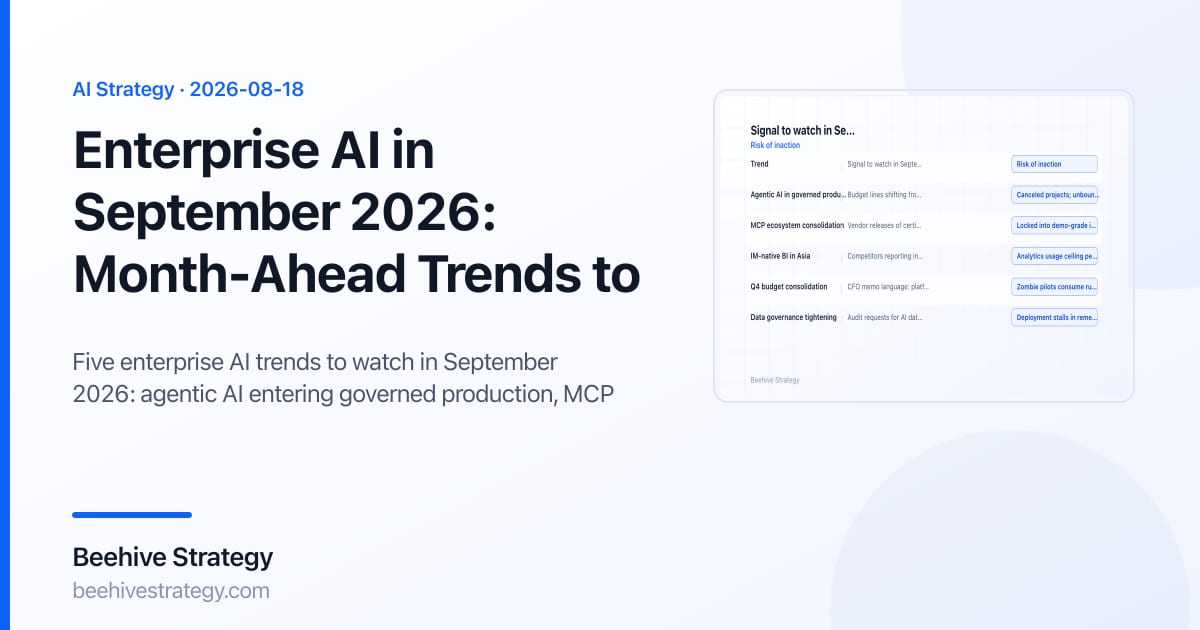 AI Strategy · 2026-08-18
Enterprise AI in
September 2026:
Month-Ahead Trends to
Five enterprise AI trends to watch in September
2026: agentic AI entering governed production, MCP
Beehive Strategy
beehivestrategy.com
Signal to watch in Se...
Risk of inaction
Trend Signal to watch in Septe... Risk of inaction
Agentic AI in governed produ... Budget lines shifting fro... Canceled projects; unboun...
MCP ecosystem consolidation Vendor releases of certi... Locked into demo-grade i...
IM-native BI in Asia Competitors reporting in... Analytics usage ceiling pe...
Q4 budget consolidation CFO memo language: platf... Zombie pilots consume ru...
Data governance tightening Audit requests for AI dat... Deployment stalls in reme...
Beehive Strategy